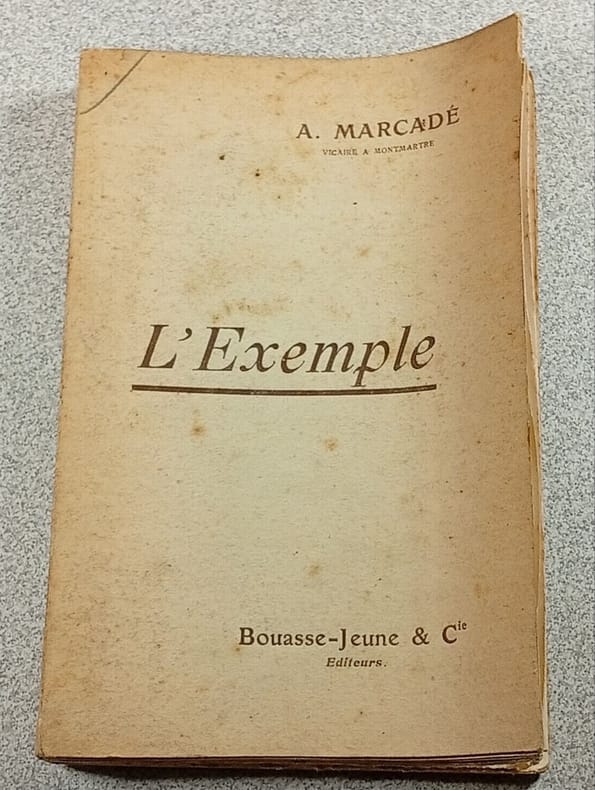 A. MARCADÉ
VICAIRE A MONTMARTRE
L'Exemple
Bouasse-Jeune & Cie
Editeurs.